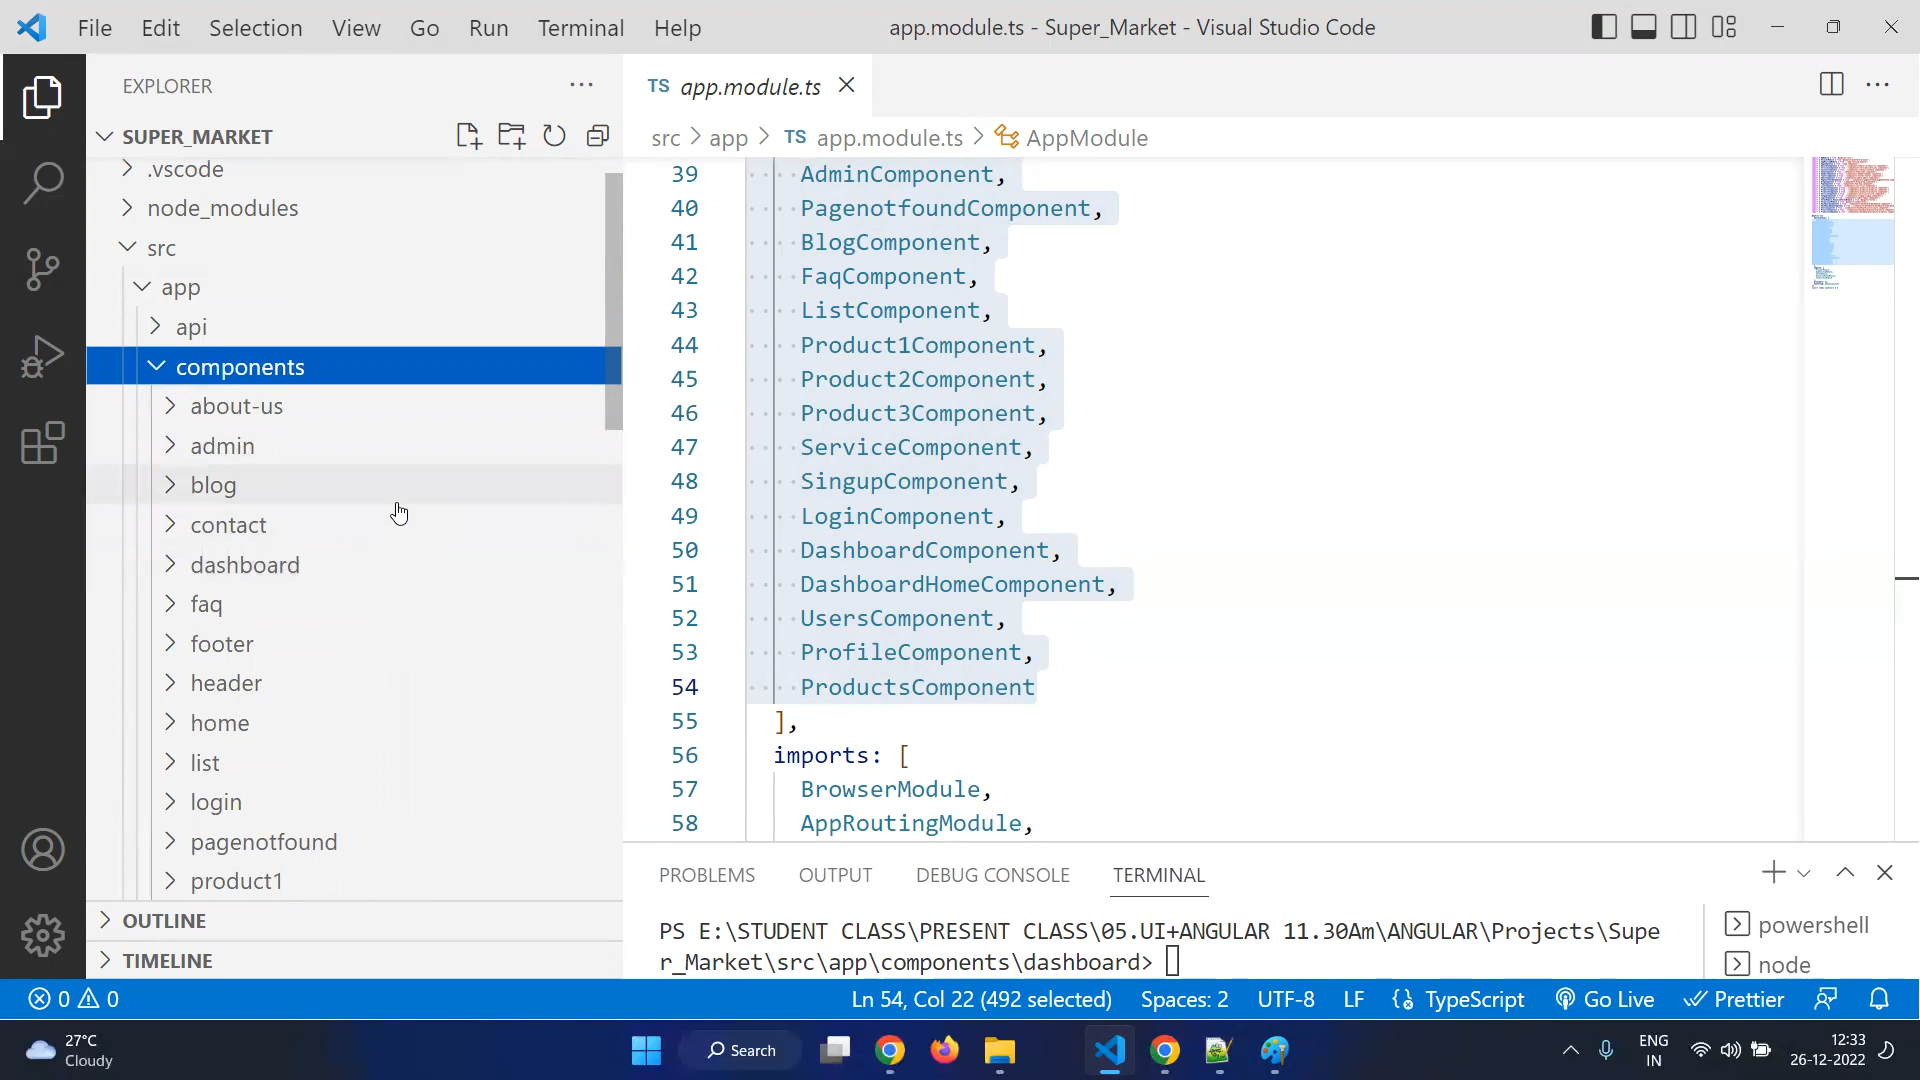 File Edit Selection View Go Run Terminal Help
app.module.ts - Super_Market - Visual Studio Code
EXPLORER
SUPER_MARKET
.vscode
node_modules
src
app
api
components
about-us
admin
blog
contact
dashboard
faq
footer
header
home
list
login
pagenotfound
product1
OUTLINE
TIMELINE
TS app.module.ts
src > app > TS app.module.ts > AppModule
39 AdminComponent,
40 PagenotfoundComponent,
41 BlogComponent,
42 FaqComponent,
43 ListComponent,
44 Product1Component,
45 Product2Component,
46 Product3Component,
47 ServiceComponent,
48 SingupComponent,
49 LoginComponent,
50 DashboardComponent,
51 DashboardHomeComponent,
52 UsersComponent,
53 ProfileComponent,
54 ProductsComponent
55 ],
56 imports: [
57 BrowserModule,
58 AppRoutingModule,
PROBLEMS OUTPUT DEBUG CONSOLE TERMINAL
PS E:\STUDENT CLASS\PRESENT CLASS\05.UI+ANGULAR 11.30Am\ANGULAR\Projects\Supe
r_Market\src\app\components\dashboard>
powershell
node
0 0
Ln 54, Col 22 (492 selected) Spaces: 2 UTF-8 LF TypeScript Go Live Prettier
27°C
Cloudy
Search
ENG
IN
12:33
26-12-2022